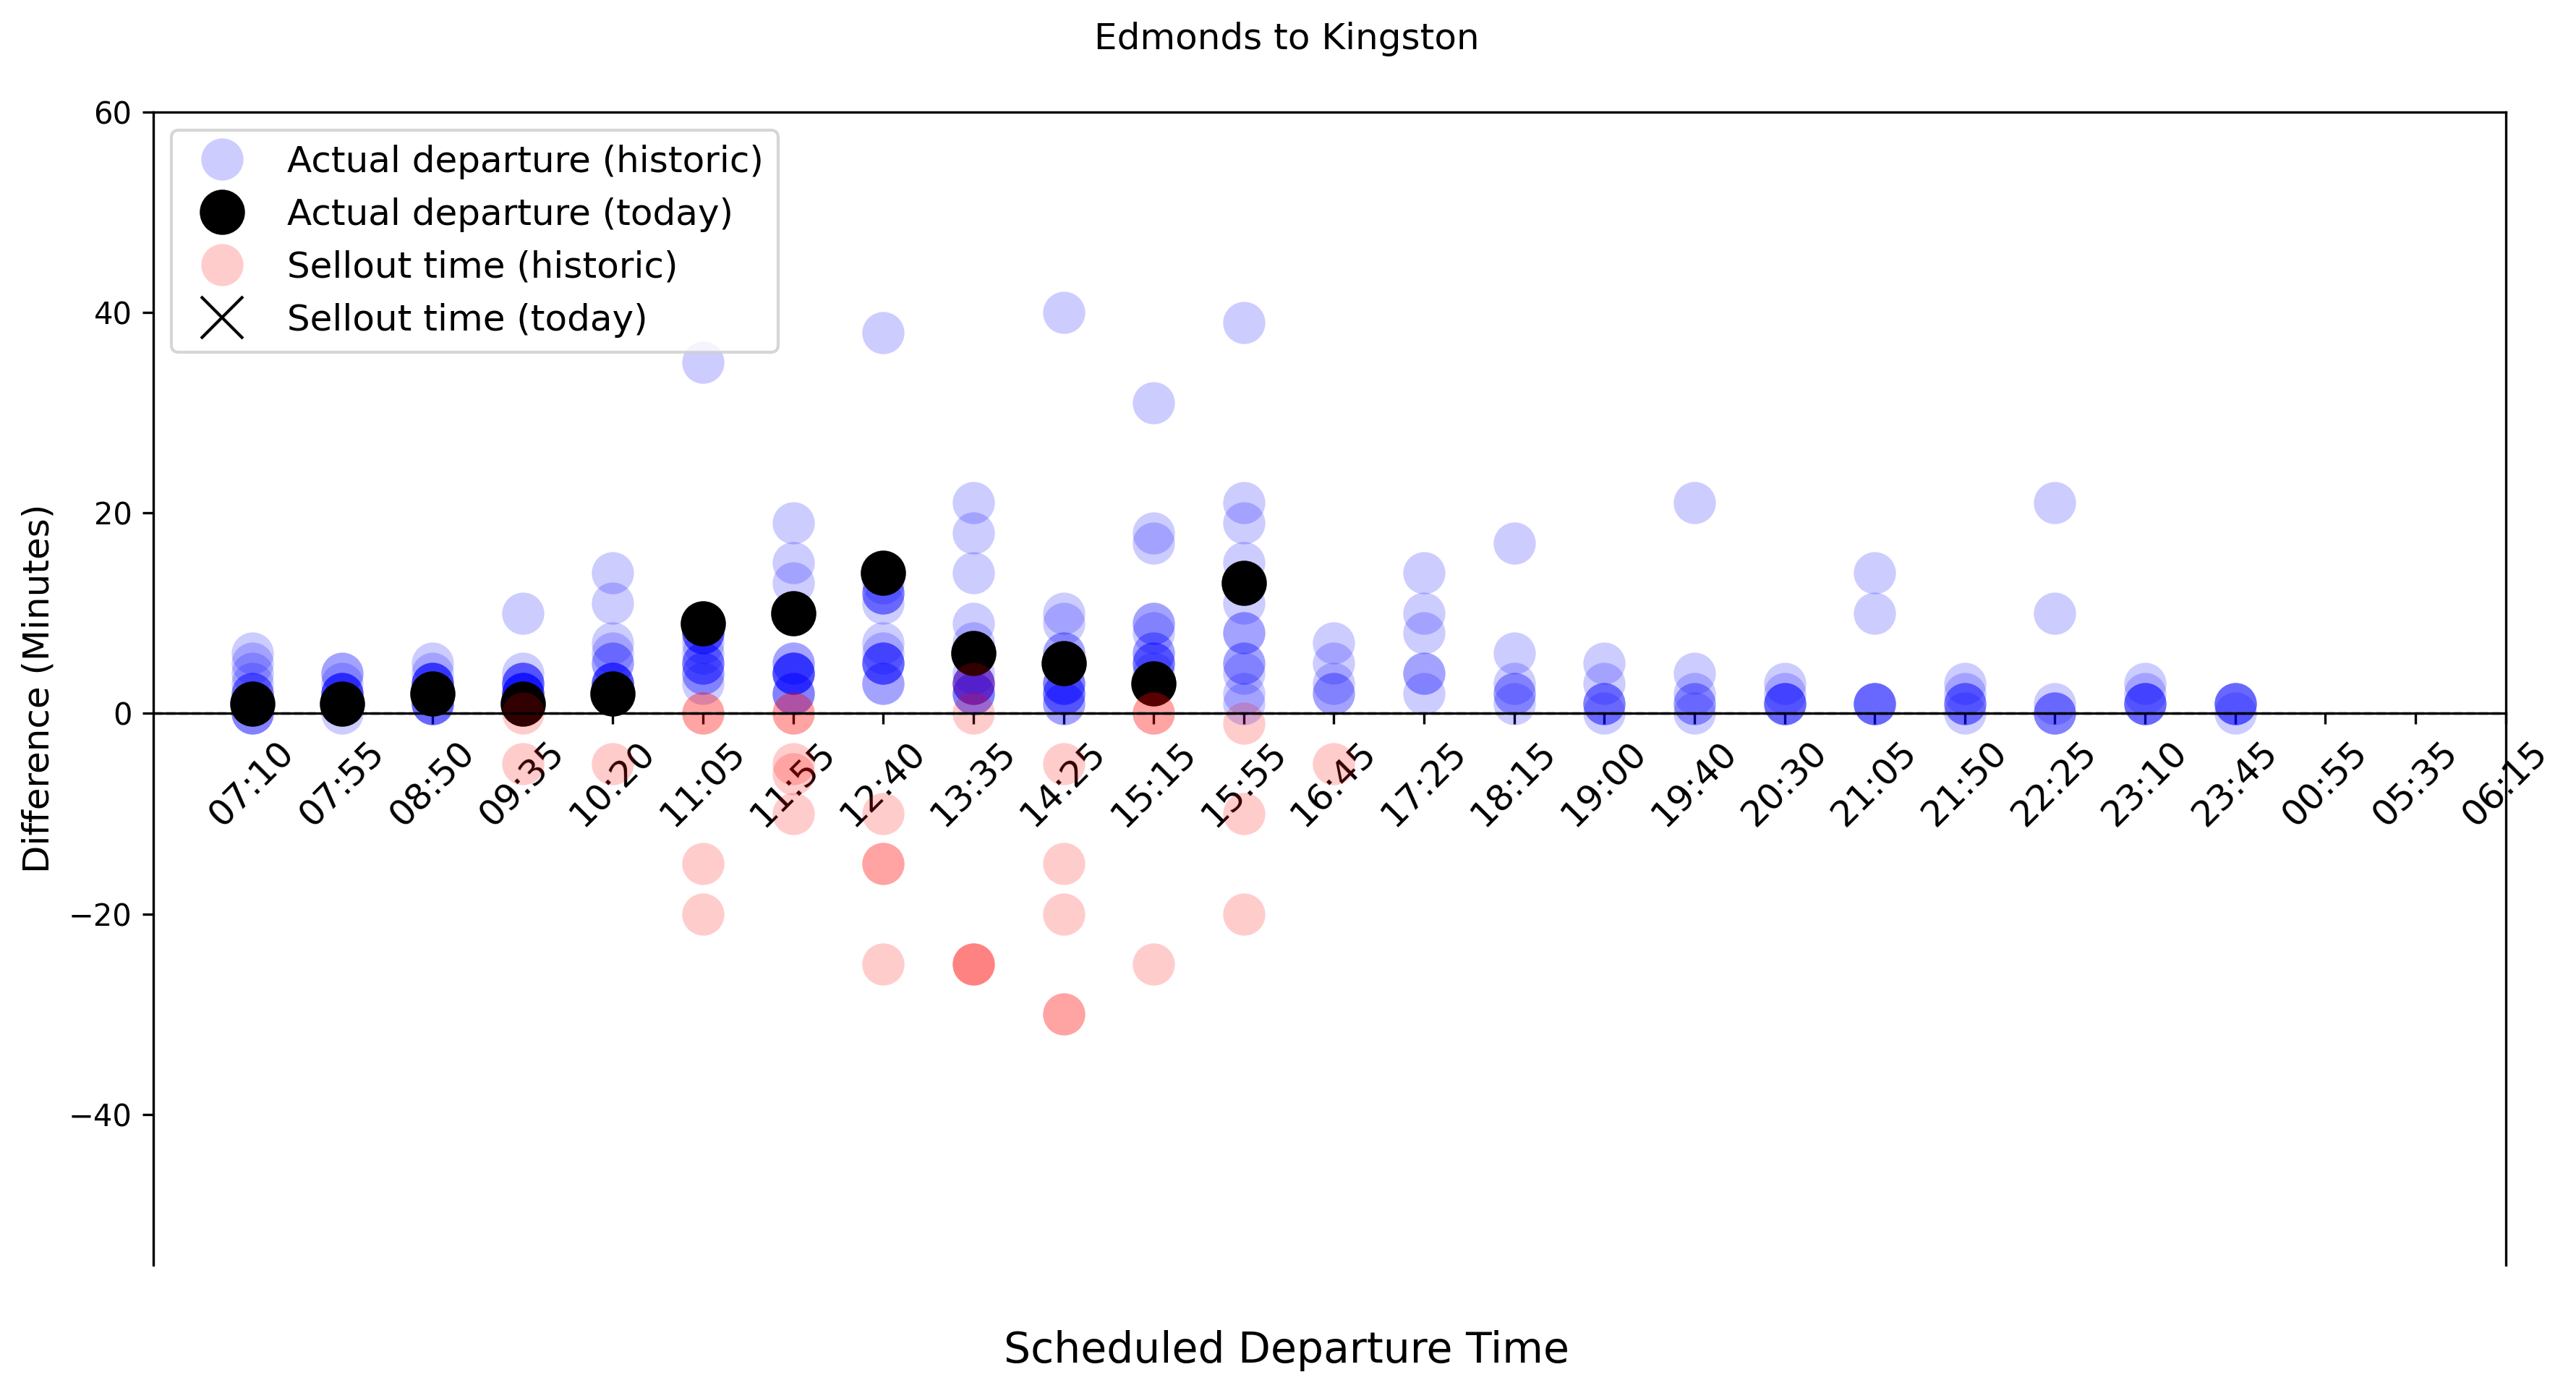 Edmonds to Kingston
60
Actual departure (historic)
Actual departure (today)
Sellout time (historic)
Sellout time (today)
40
20
0
−20
−40
Difference (Minutes)
07:10 07:55 08:50 09:35 10:20 11:05 11:55 12:40 13:35 14:25 15:15 15:55 16:45 17:25 18:15 19:00 19:40 20:30 21:05 21:50 22:25 23:10 23:45 00:55 05:35 06:15
Scheduled Departure Time